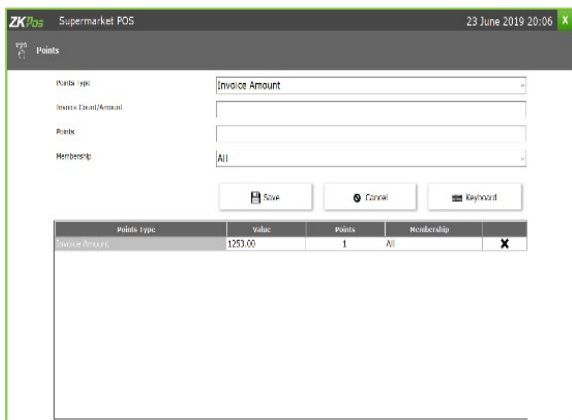 ZKPos Supermarket POS 23 June 2019 20:06 X
Points
Points Type Invoice Amount
Invoice Count/Amount
Points
Membership All
Save Cancel Keyboard
Points Type Value Points Membership
Invoice Amount 1253.00 1 All